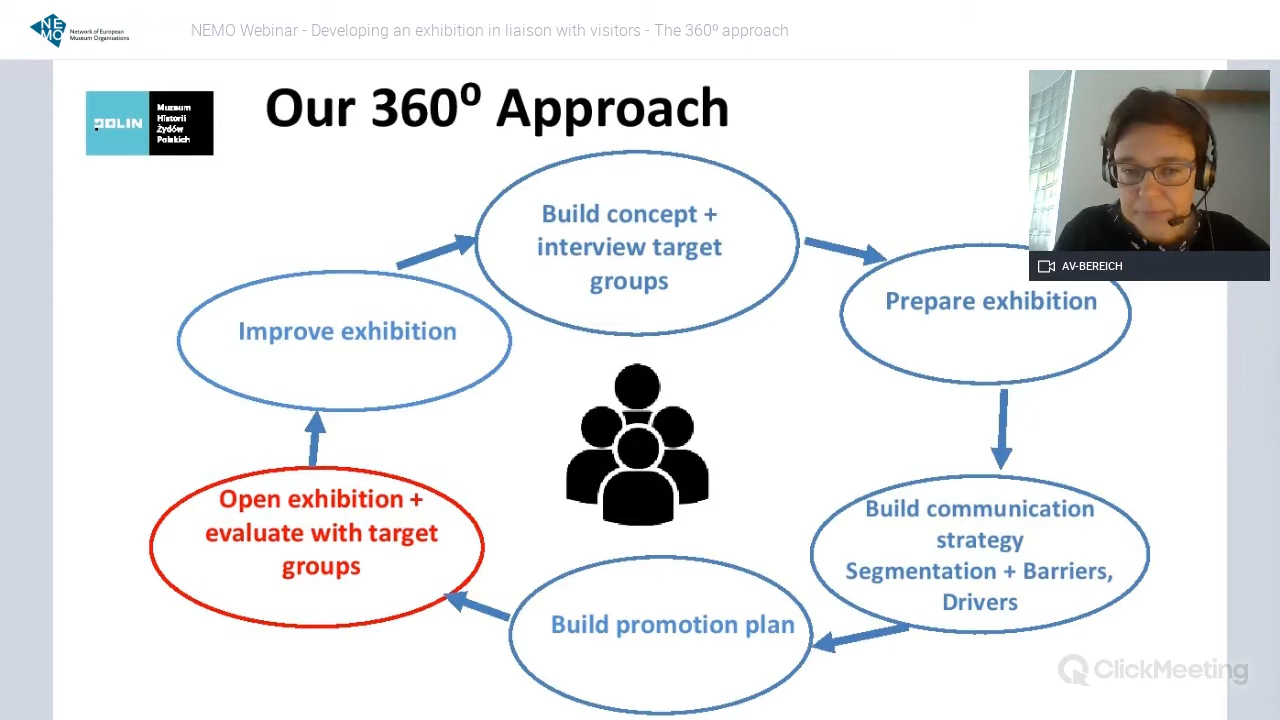 NEMO
Network of European
Museum Organisations
NEMO Webinar - Developing an exhibition in liaison with visitors - The 360º approach
POLIN
Muzeum
Historii
Żydów
Polskich
Our 360⁰ Approach
AV-BEREICH
Build concept +
interview target
groups
Prepare exhibition
Improve exhibition
Open exhibition +
evaluate with target
groups
Build communication
strategy
Segmentation + Barriers,
Drivers
Build promotion plan
ClickMeeting